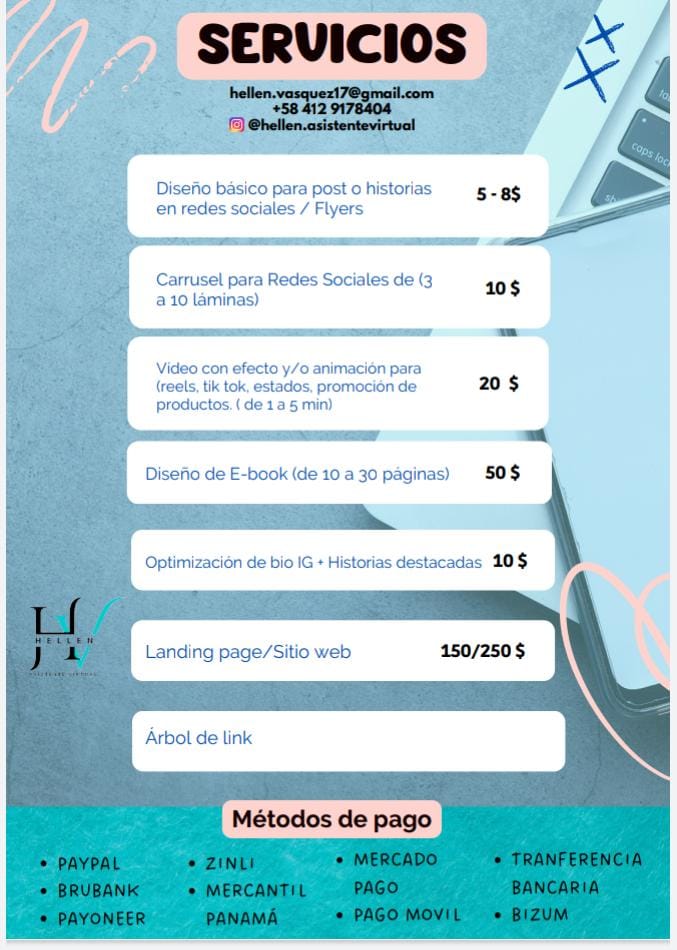 SERVICIOS
hellen.vasquez17@gmail.com
+58 412 9178404
@hellen.asistentevirtual
Diseño básico para post o historias
en redes sociales / Flyers
5 - 8$
Carrusel para Redes Sociales de (3
a 10 láminas)
10 $
Video con efecto y/o animación para
(reels, tik tok, estados, promoción de
productos. ( de 1 a 5 min)
20 $
Diseño de E-book (de 10 a 30 páginas)
50 $
Optimización de bio IG + Historias destacadas
10 $
HV
HELLEN
ASISTENTE VIRTUAL
Landing page/Sitio web
150/250 $
Árbol de link
Métodos de pago
• PAYPAL
• BRUBANK
• PAYONEER
• ZINLI
• MERCANTIL
PANAMÁ
• MERCADO
PAGO
• PAGO MOVIL
• TRANFERENCIA
BANCARIA
• BIZUM
caps loc